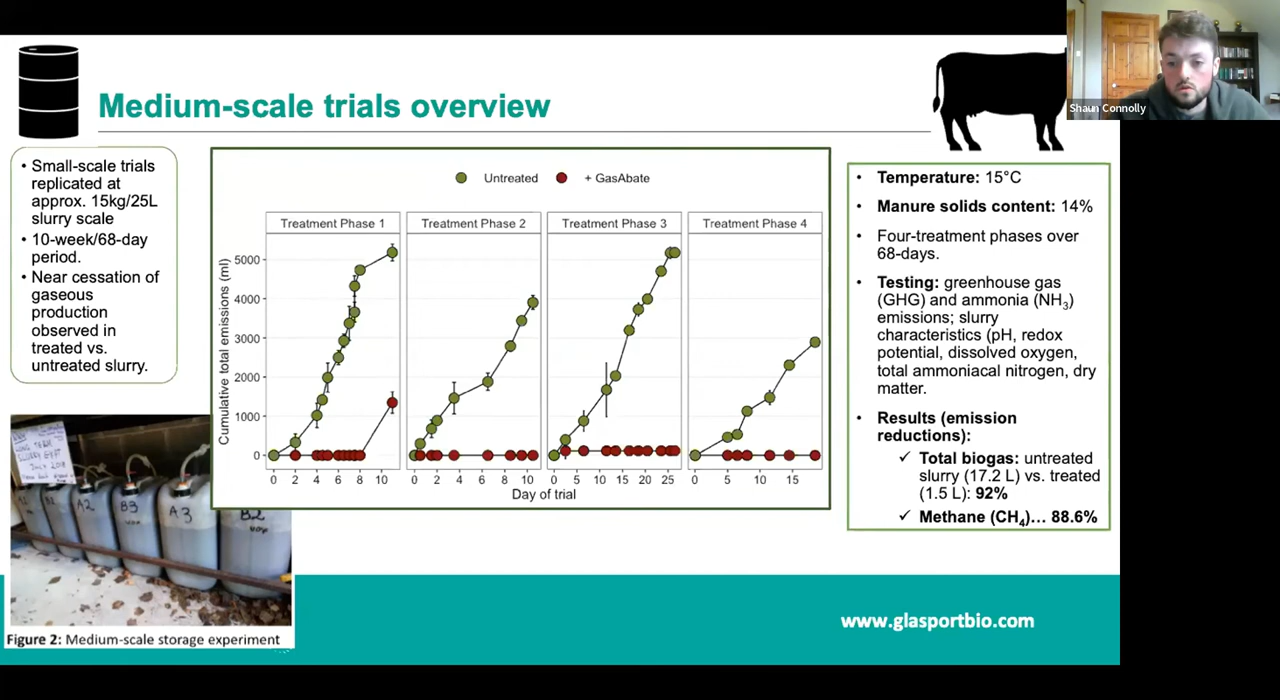 Shaun Connolly
Medium-scale trials overview
• Small-scale trials
replicated at
approx. 15kg/25L
slurry scale
• 10-week/68-day
period.
• Near cessation of
gaseous
production
observed in
treated vs.
untreated slurry.
Untreated + GasAbate
Treatment Phase 1 Treatment Phase 2 Treatment Phase 3 Treatment Phase 4
Cumulative total emissions (ml)
5000
4000
3000
2000
1000
0
0 2 4 6 8 10 0 2 4 6 8 10 0 5 10 15 20 25 0 5 10 15
Day of trial
• Temperature: 15°C
• Manure solids content: 14%
• Four-treatment phases over
68-days.
• Testing: greenhouse gas
(GHG) and ammonia (NH3)
emissions; slurry
characteristics (pH, redox
potential, dissolved oxygen,
total ammoniacal nitrogen, dry
matter.
• Results (emission
reductions):
✓ Total biogas: untreated
slurry (17.2 L) vs. treated
(1.5 L): 92%
✓ Methane (CH4)… 88.6%
LONG TERM
A2
B3
A3
B2
Figure 2: Medium-scale storage experiment
www.glasportbio.com